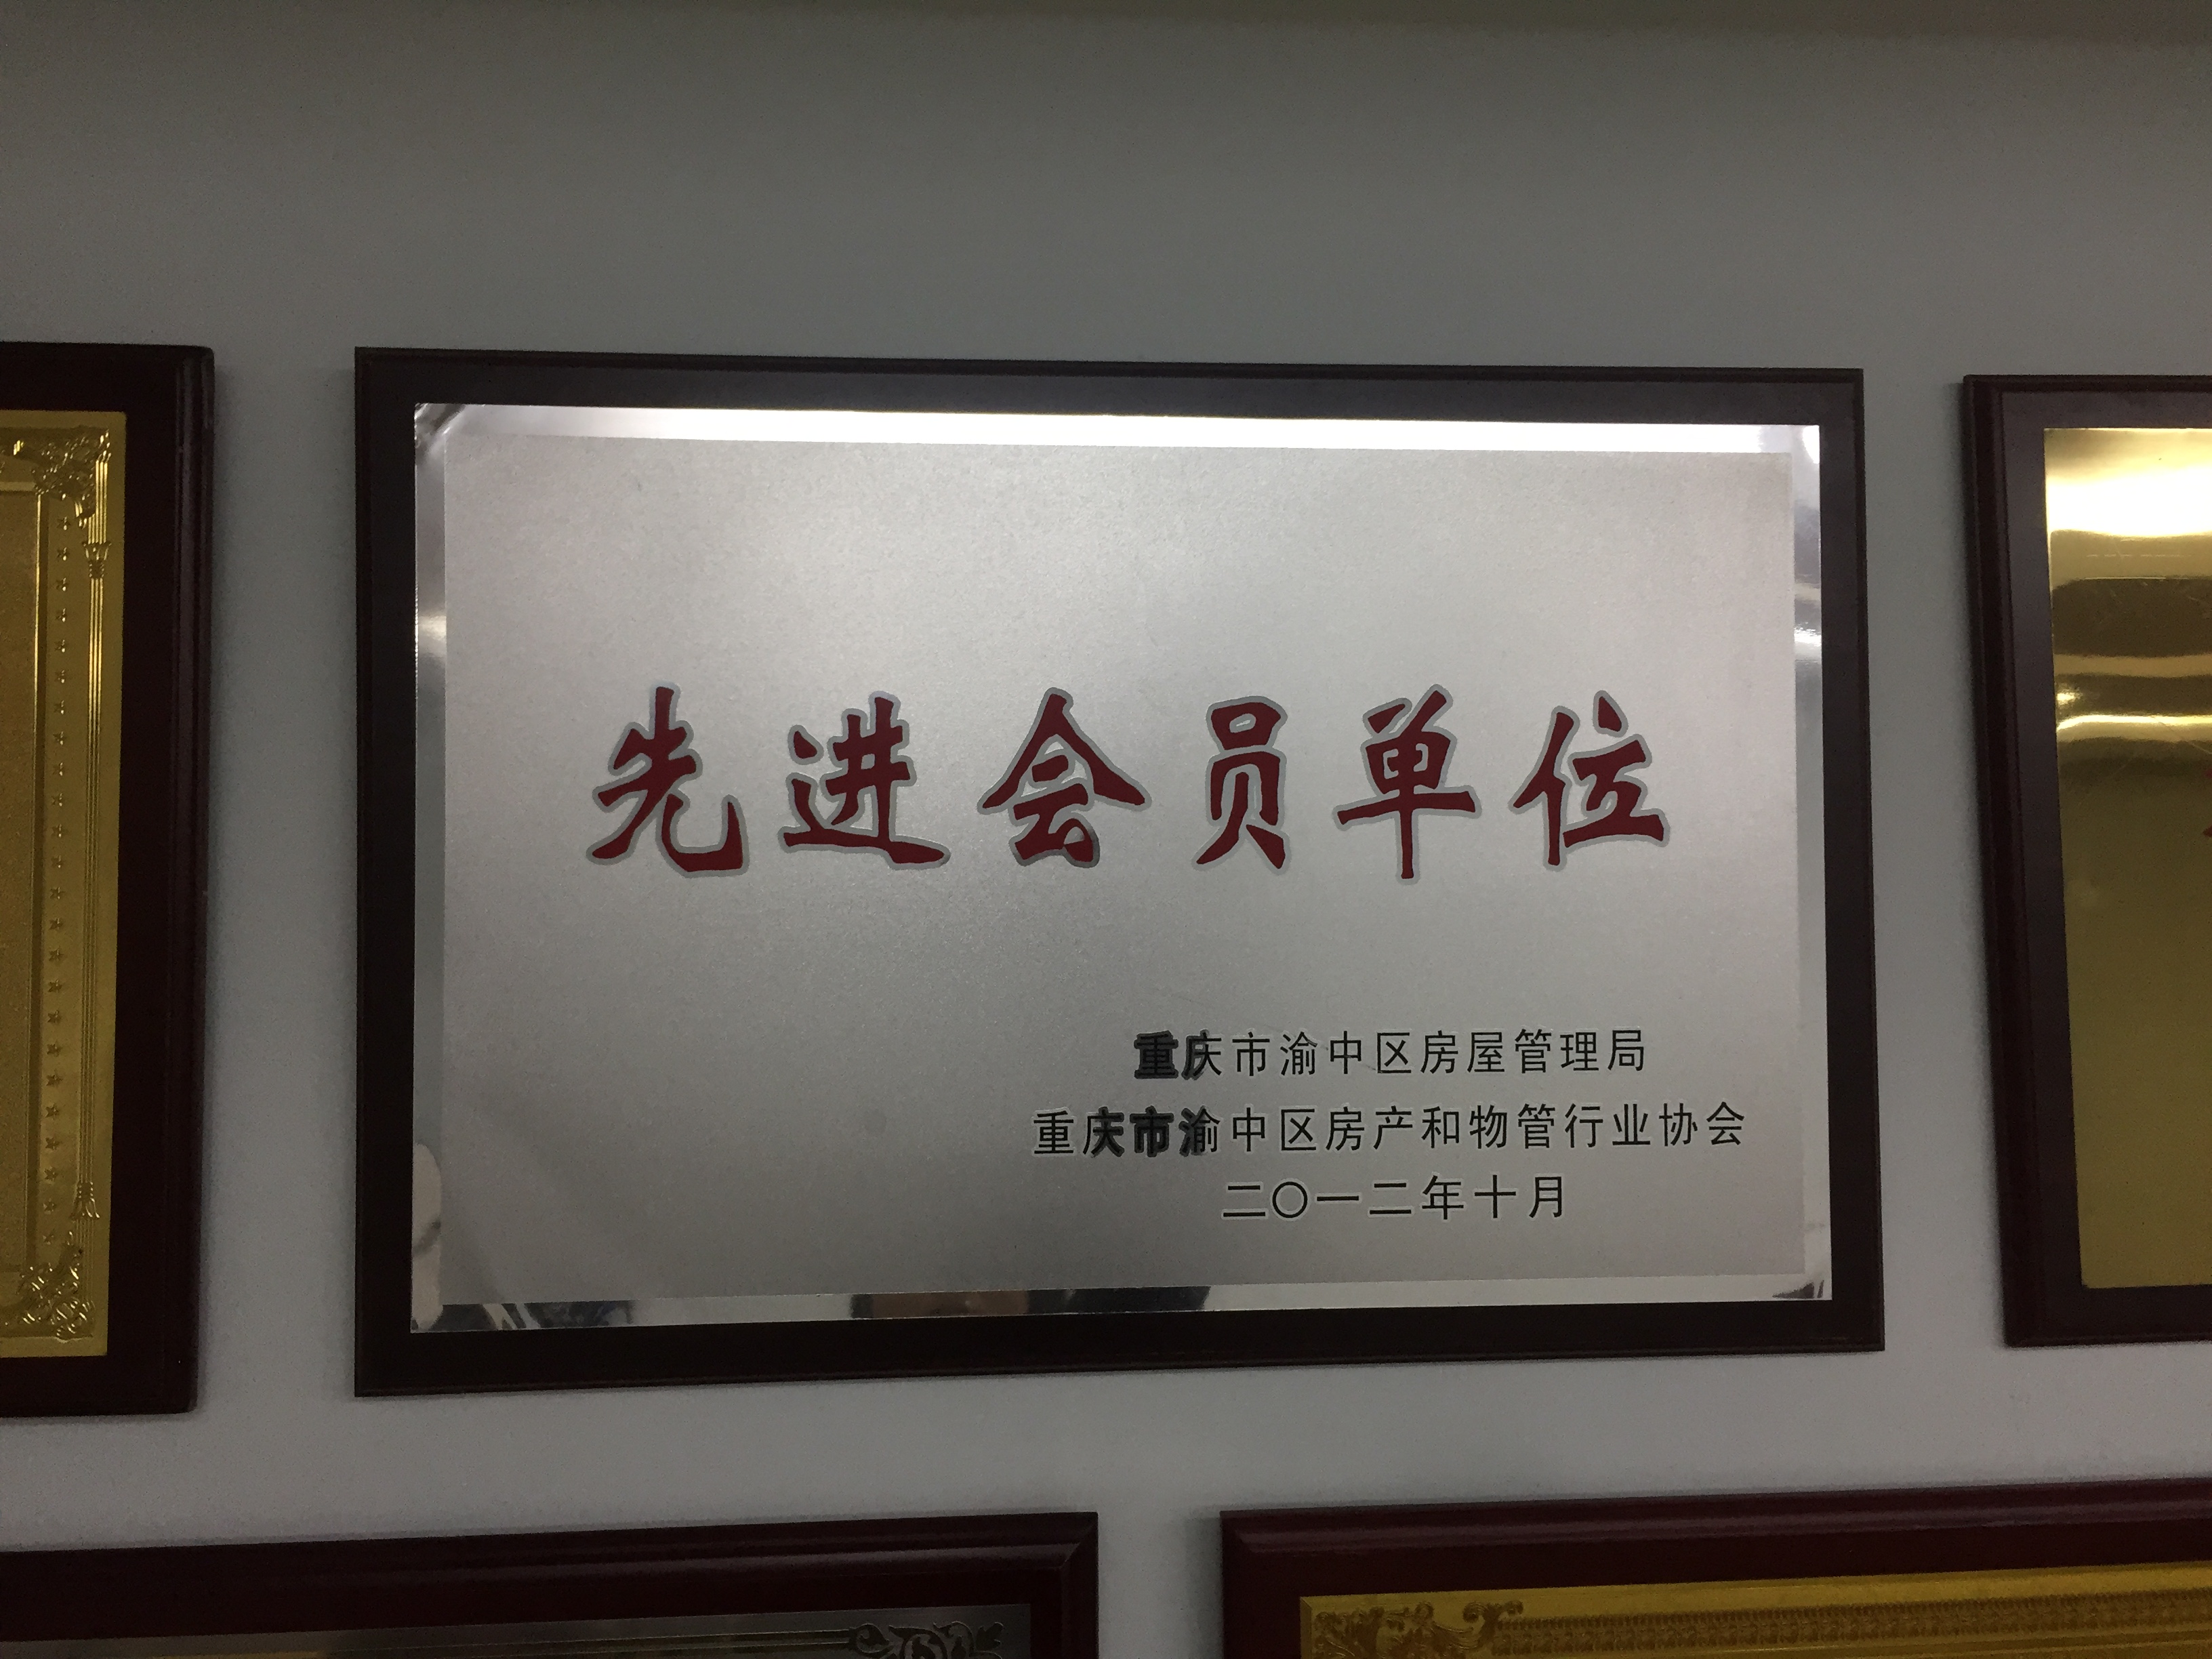 先进会员单位
重庆市渝中区房屋管理局
重庆市渝中区房产和物管行业协会
二〇一二年十月